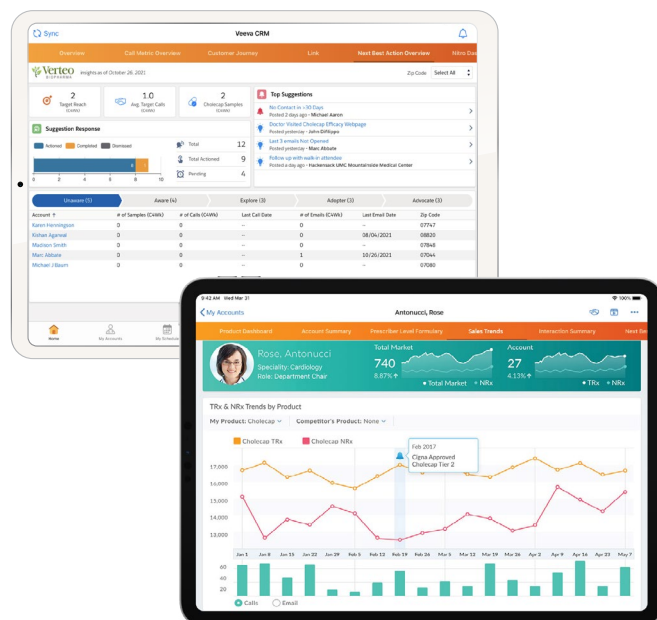 Sync
Veeva CRM
Overview
Call Metric Overview
Customer Journey
Link
Next Best Action Overview
Nitro Das
Verteo
BIOPHARMA
Insights as of October 26, 2021
Zip Code
Select All
2
Target Reach
(C4Wk)
1.0
Avg. Target Calls
(C4Wk)
2
Cholecap Samples
(C4Wk)
Top Suggestions
No Contact in >30 Days
Posted 2 days ago - Michael Aaron
Doctor Visited Cholecap Efficacy Webpage
Posted yesterday - John DiFilippo
Last 3 emails Not Opened
Posted yesterday - Marc Abbate
Follow up with walk-in attendee
Posted a day ago - Hackensack UMC Mountainside Medical Center
Suggestion Response
Actioned
Completed
Dismissed
0 2 4 6 8 10
Total 12
Total Actioned 9
Pending 4
Unaware (5)
Aware (4)
Explore (3)
Adopter (3)
Advocate (3)
Account ↑ # of Samples (C4Wk) # of Calls (C4Wk) Last Call Date # of Emails (C4Wk) Last Email Date Zip Code
Karen Henningson 0 0 -- 0 -- 07747
Kishan Agarwal 0 0 -- 0 08/04/2021 08820
Madison Smith 0 0 -- 0 -- 07848
Marc Abbate 0 0 -- 1 10/26/2021 07044
Michael J Baum 0 0 -- 0 -- 07080
Home
My Accounts
My Schedule
9:42 AM Wed Mar 21
100%
My Accounts
Antonucci, Rose
Product Dashboard
Account Summary
Prescriber Level Formulary
Sales Trends
Interaction Summary
Next Be
Rose, Antonucci
Speciality: Cardiology
Role: Department Chair
Total Market
740
8.87% ↑
• Total Market • NRx
Account
27
4.13% ↑
• TRx • NRx
TRx & NRx Trends by Product
My Product: Cholecap
Competitor's Product: None
Cholecap TRx
Cholecap NRx
Feb 2017
Cigna Approved
Cholecap Tier 2
17,000
16,000
15,000
14,000
13,000
Jan 1 Jan 8 Jan 15 Jan 22 Jan 29 Feb 5 Feb 12 Feb 19 Feb 26 Mar 5 Mar 12 Mar 19 Mar 26 Apr 2 Apr 9 Apr 16 Apr 23 May 7
60
40
20
Calls
Email